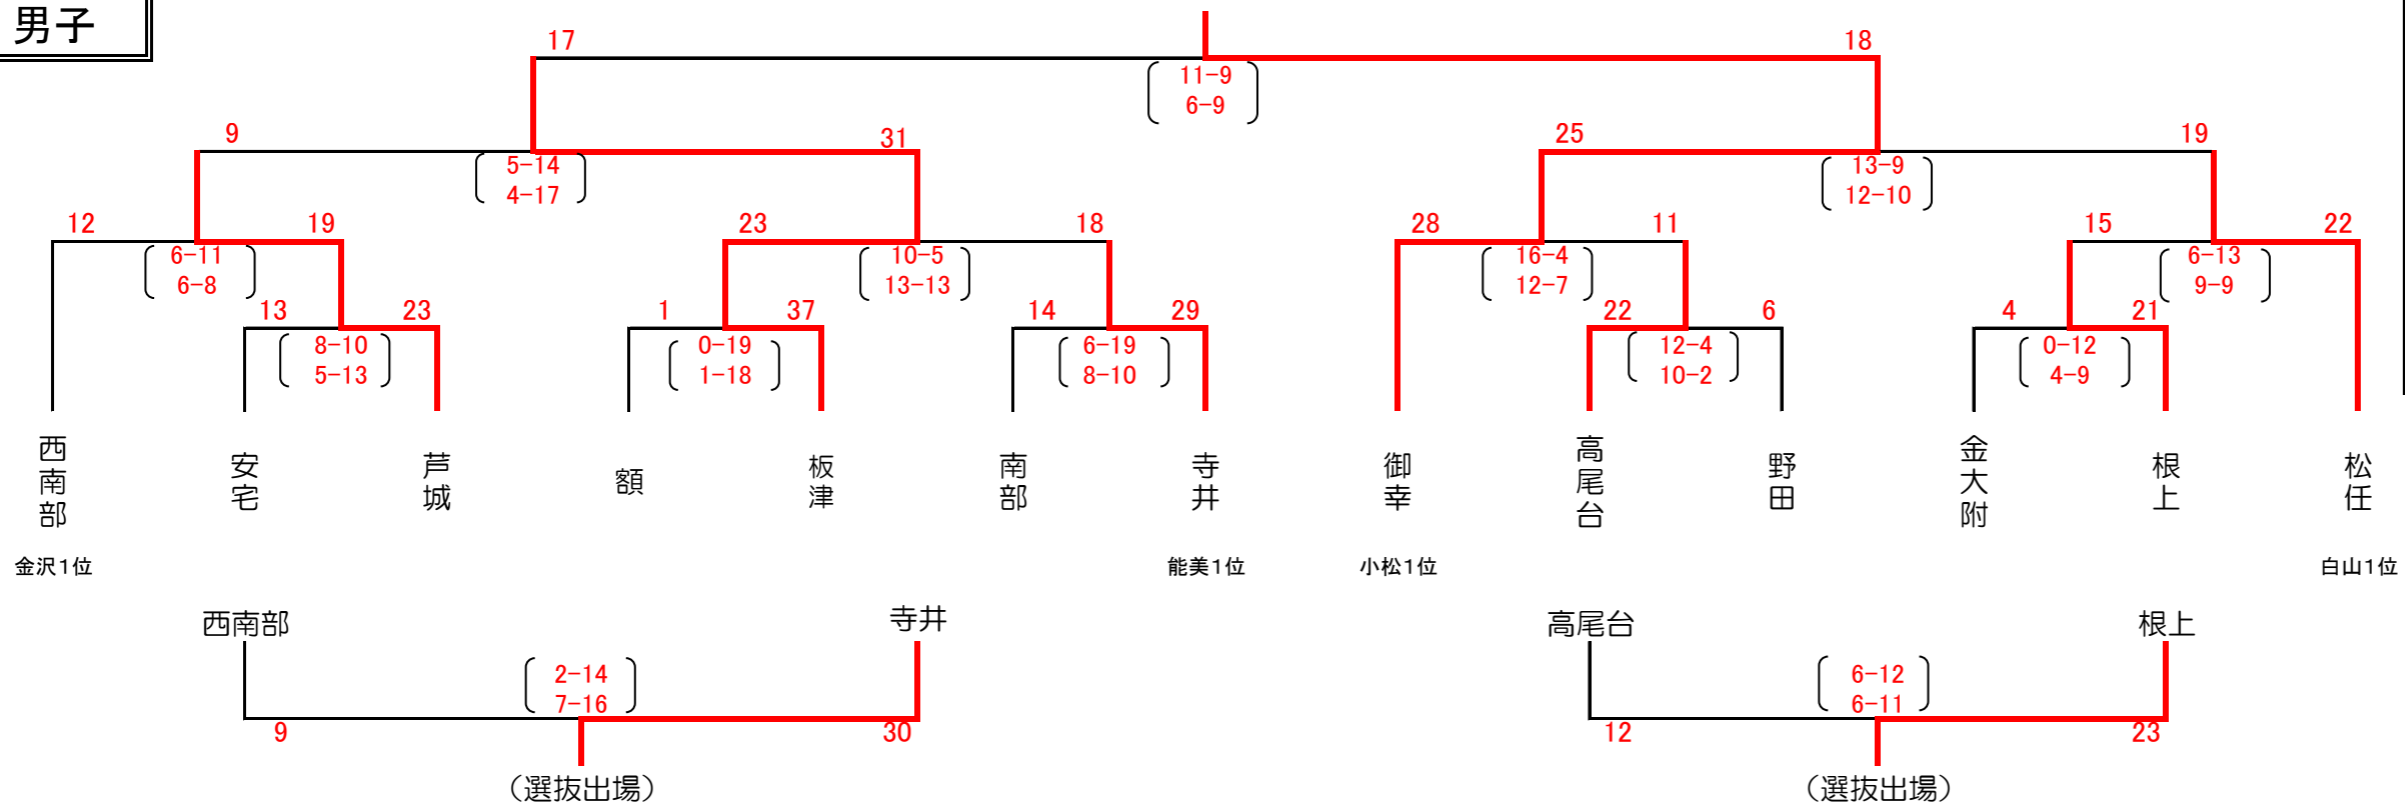 男子
17
18
11-9
6-9
9
31
25
19
5-14
4-17
13-9
12-10
12
19
23
18
28
11
15
22
6-11
6-8
10-5
13-13
16-4
12-7
6-13
9-9
13
23
1
37
14
29
22
6
4
21
8-10
5-13
0-19
1-18
6-19
8-10
12-4
10-2
0-12
4-9
西南部
安宅
芦城
額
板津
南部
寺井
御幸
高尾台
野田
金大附
根上
松任
金沢1位
能美1位
小松1位
白山1位
西南部
寺井
高尾台
根上
2-14
7-16
6-12
6-11
9
30
12
23
（選抜出場）
（選抜出場）